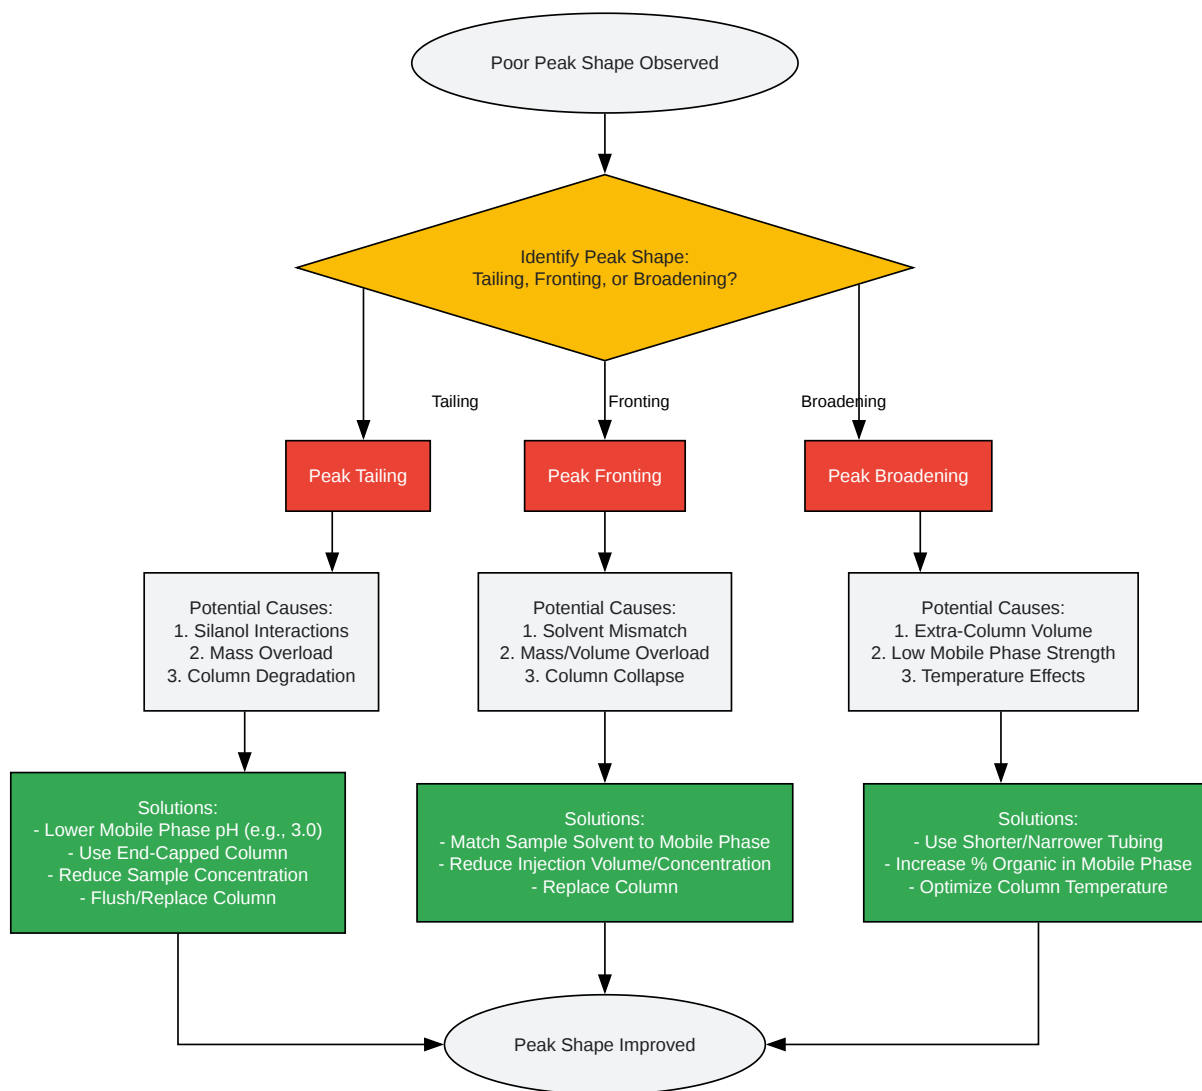 Poor Peak Shape Observed
Identify Peak Shape:
Tailing, Fronting, or Broadening?
Tailing
Fronting
Broadening
Peak Tailing
Peak Fronting
Peak Broadening
Potential Causes:
1. Silanol Interactions
2. Mass Overload
3. Column Degradation
Potential Causes:
1. Solvent Mismatch
2. Mass/Volume Overload
3. Column Collapse
Potential Causes:
1. Extra-Column Volume
2. Low Mobile Phase Strength
3. Temperature Effects
Solutions:
- Lower Mobile Phase pH (e.g., 3.0)
- Use End-Capped Column
- Reduce Sample Concentration
- Flush/Replace Column
Solutions:
- Match Sample Solvent to Mobile Phase
- Reduce Injection Volume/Concentration
- Replace Column
Solutions:
- Use Shorter/Narrower Tubing
- Increase % Organic in Mobile Phase
- Optimize Column Temperature
Peak Shape Improved